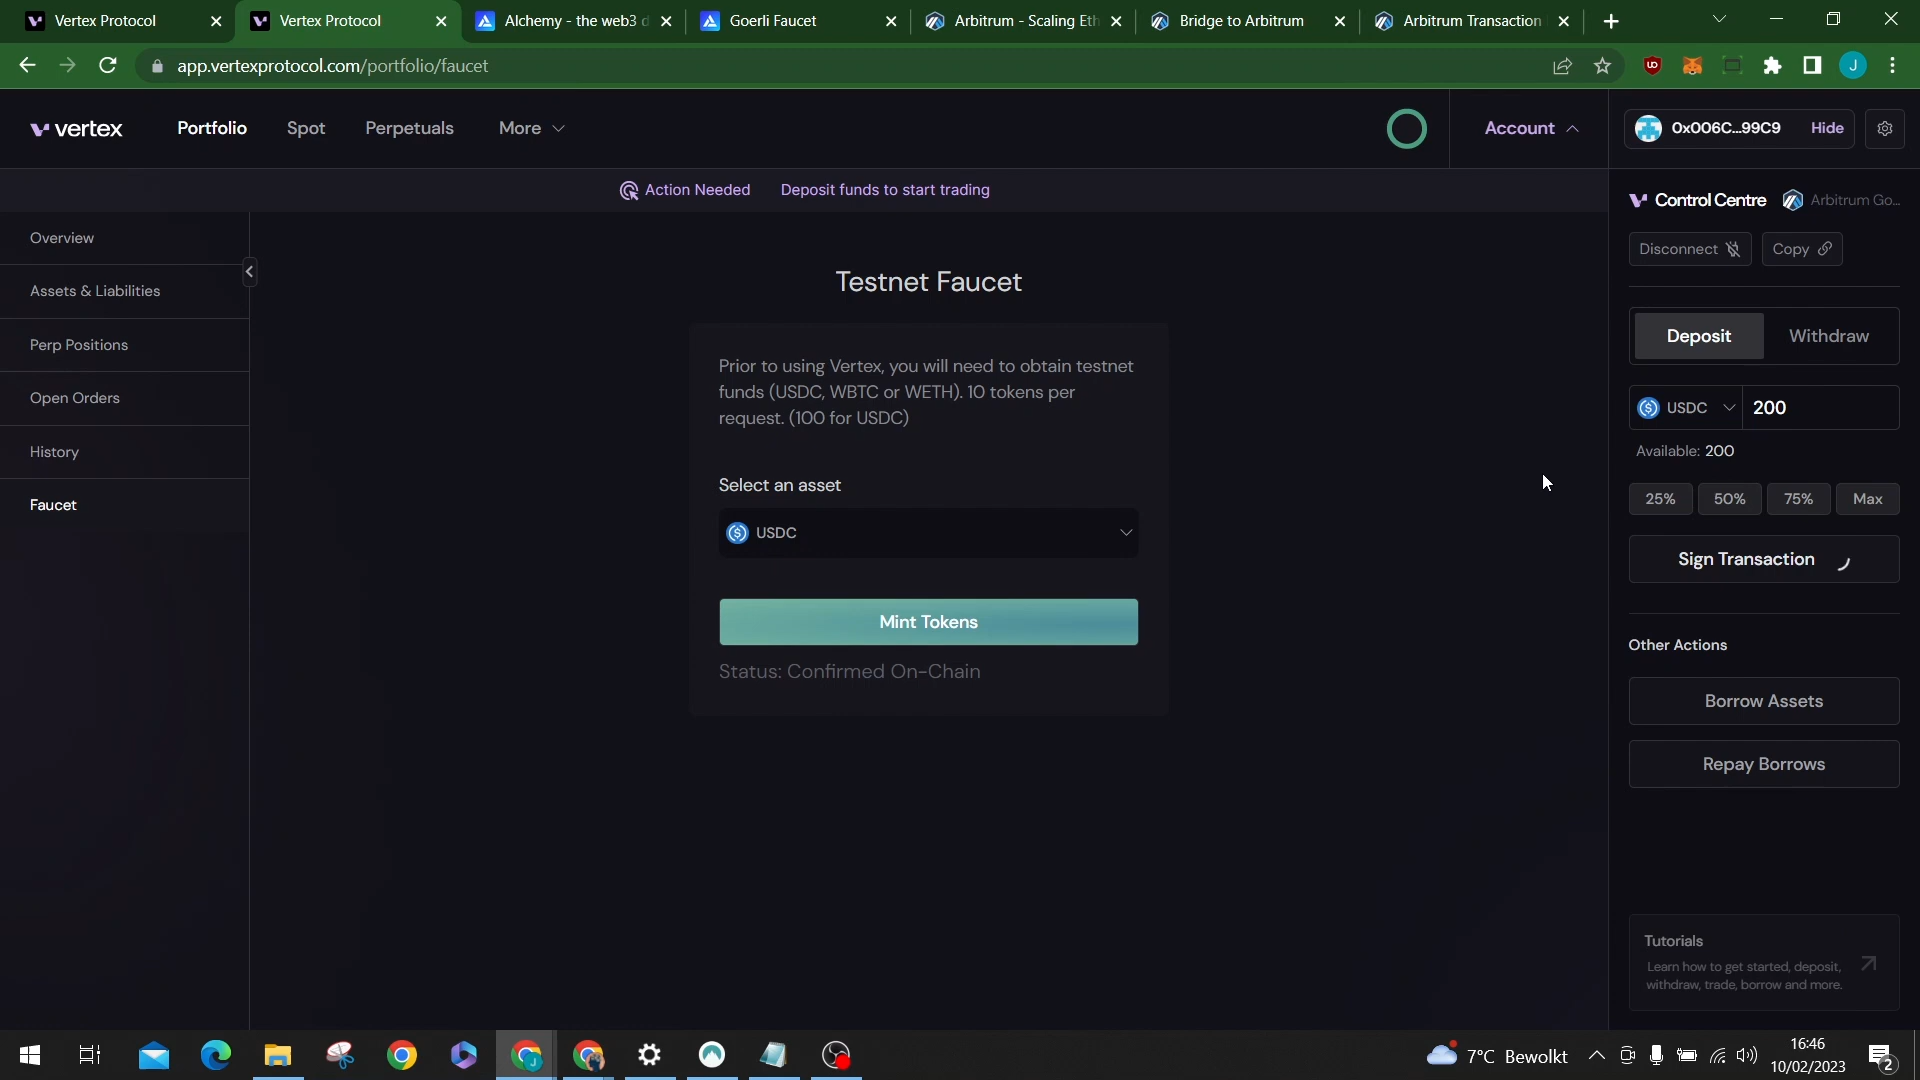 Vertex Protocol
Vertex Protocol
Alchemy - the web3 d
Goerli Faucet
Arbitrum - Scaling Eth
Bridge to Arbitrum
Arbitrum Transaction
app.vertexprotocol.com/portfolio/faucet
J
vertex
Portfolio
Spot
Perpetuals
More
Account
0x006C...99C9
Hide
Action Needed
Deposit funds to start trading
Control Centre
Arbitrum Go...
Disconnect
Copy
Overview
Assets & Liabilities
Perp Positions
Open Orders
History
Faucet
Testnet Faucet
Prior to using Vertex, you will need to obtain testnet
funds (USDC, WBTC or WETH). 10 tokens per
request. (100 for USDC)
Select an asset
USDC
Mint Tokens
Status: Confirmed On-Chain
Deposit
Withdraw
USDC
200
Available: 200
25%
50%
75%
Max
Sign Transaction
Other Actions
Borrow Assets
Repay Borrows
Tutorials
Learn how to get started, deposit,
withdraw, trade, borrow and more.
7°C Bewolkt
16:46
10/02/2023
2